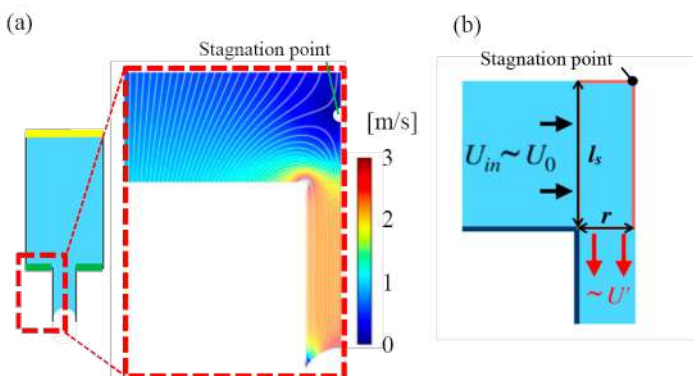 (a)
Stagnation point
[m/s]
3
2
1
0
(b)
Stagnation point
U_in ~ U_0
l_s
r
~ U'